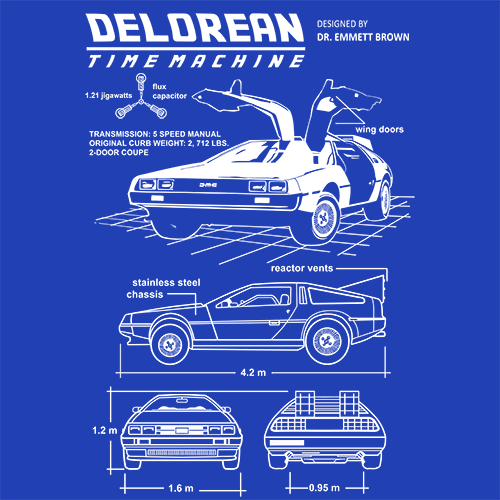 DELOREAN
TIME MACHINE
DESIGNED BY
DR. EMMETT BROWN
1.21 jigawatts
flux
capacitor
TRANSMISSION: 5 SPEED MANUAL
ORIGINAL CURB WEIGHT: 2, 712 LBS.
2-DOOR COUPE
wing doors
DMC
reactor vents
stainless steel
chassis
4.2 m
1.2 m
1.6 m
0.95 m